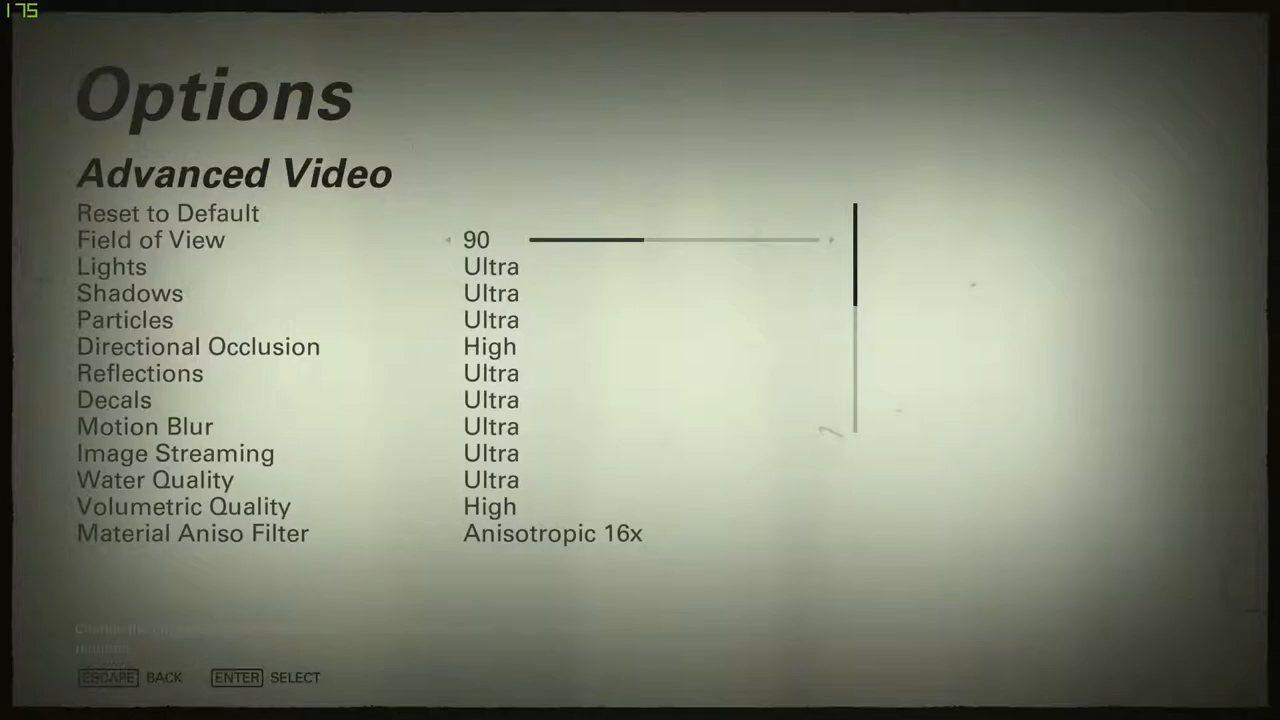 175
Options
Advanced Video
Reset to Default
Field of View 90
Lights Ultra
Shadows Ultra
Particles Ultra
Directional Occlusion High
Reflections Ultra
Decals Ultra
Motion Blur Ultra
Image Streaming Ultra
Water Quality Ultra
Volumetric Quality High
Material Aniso Filter Anisotropic 16x
ESCAPE BACK ENTER SELECT